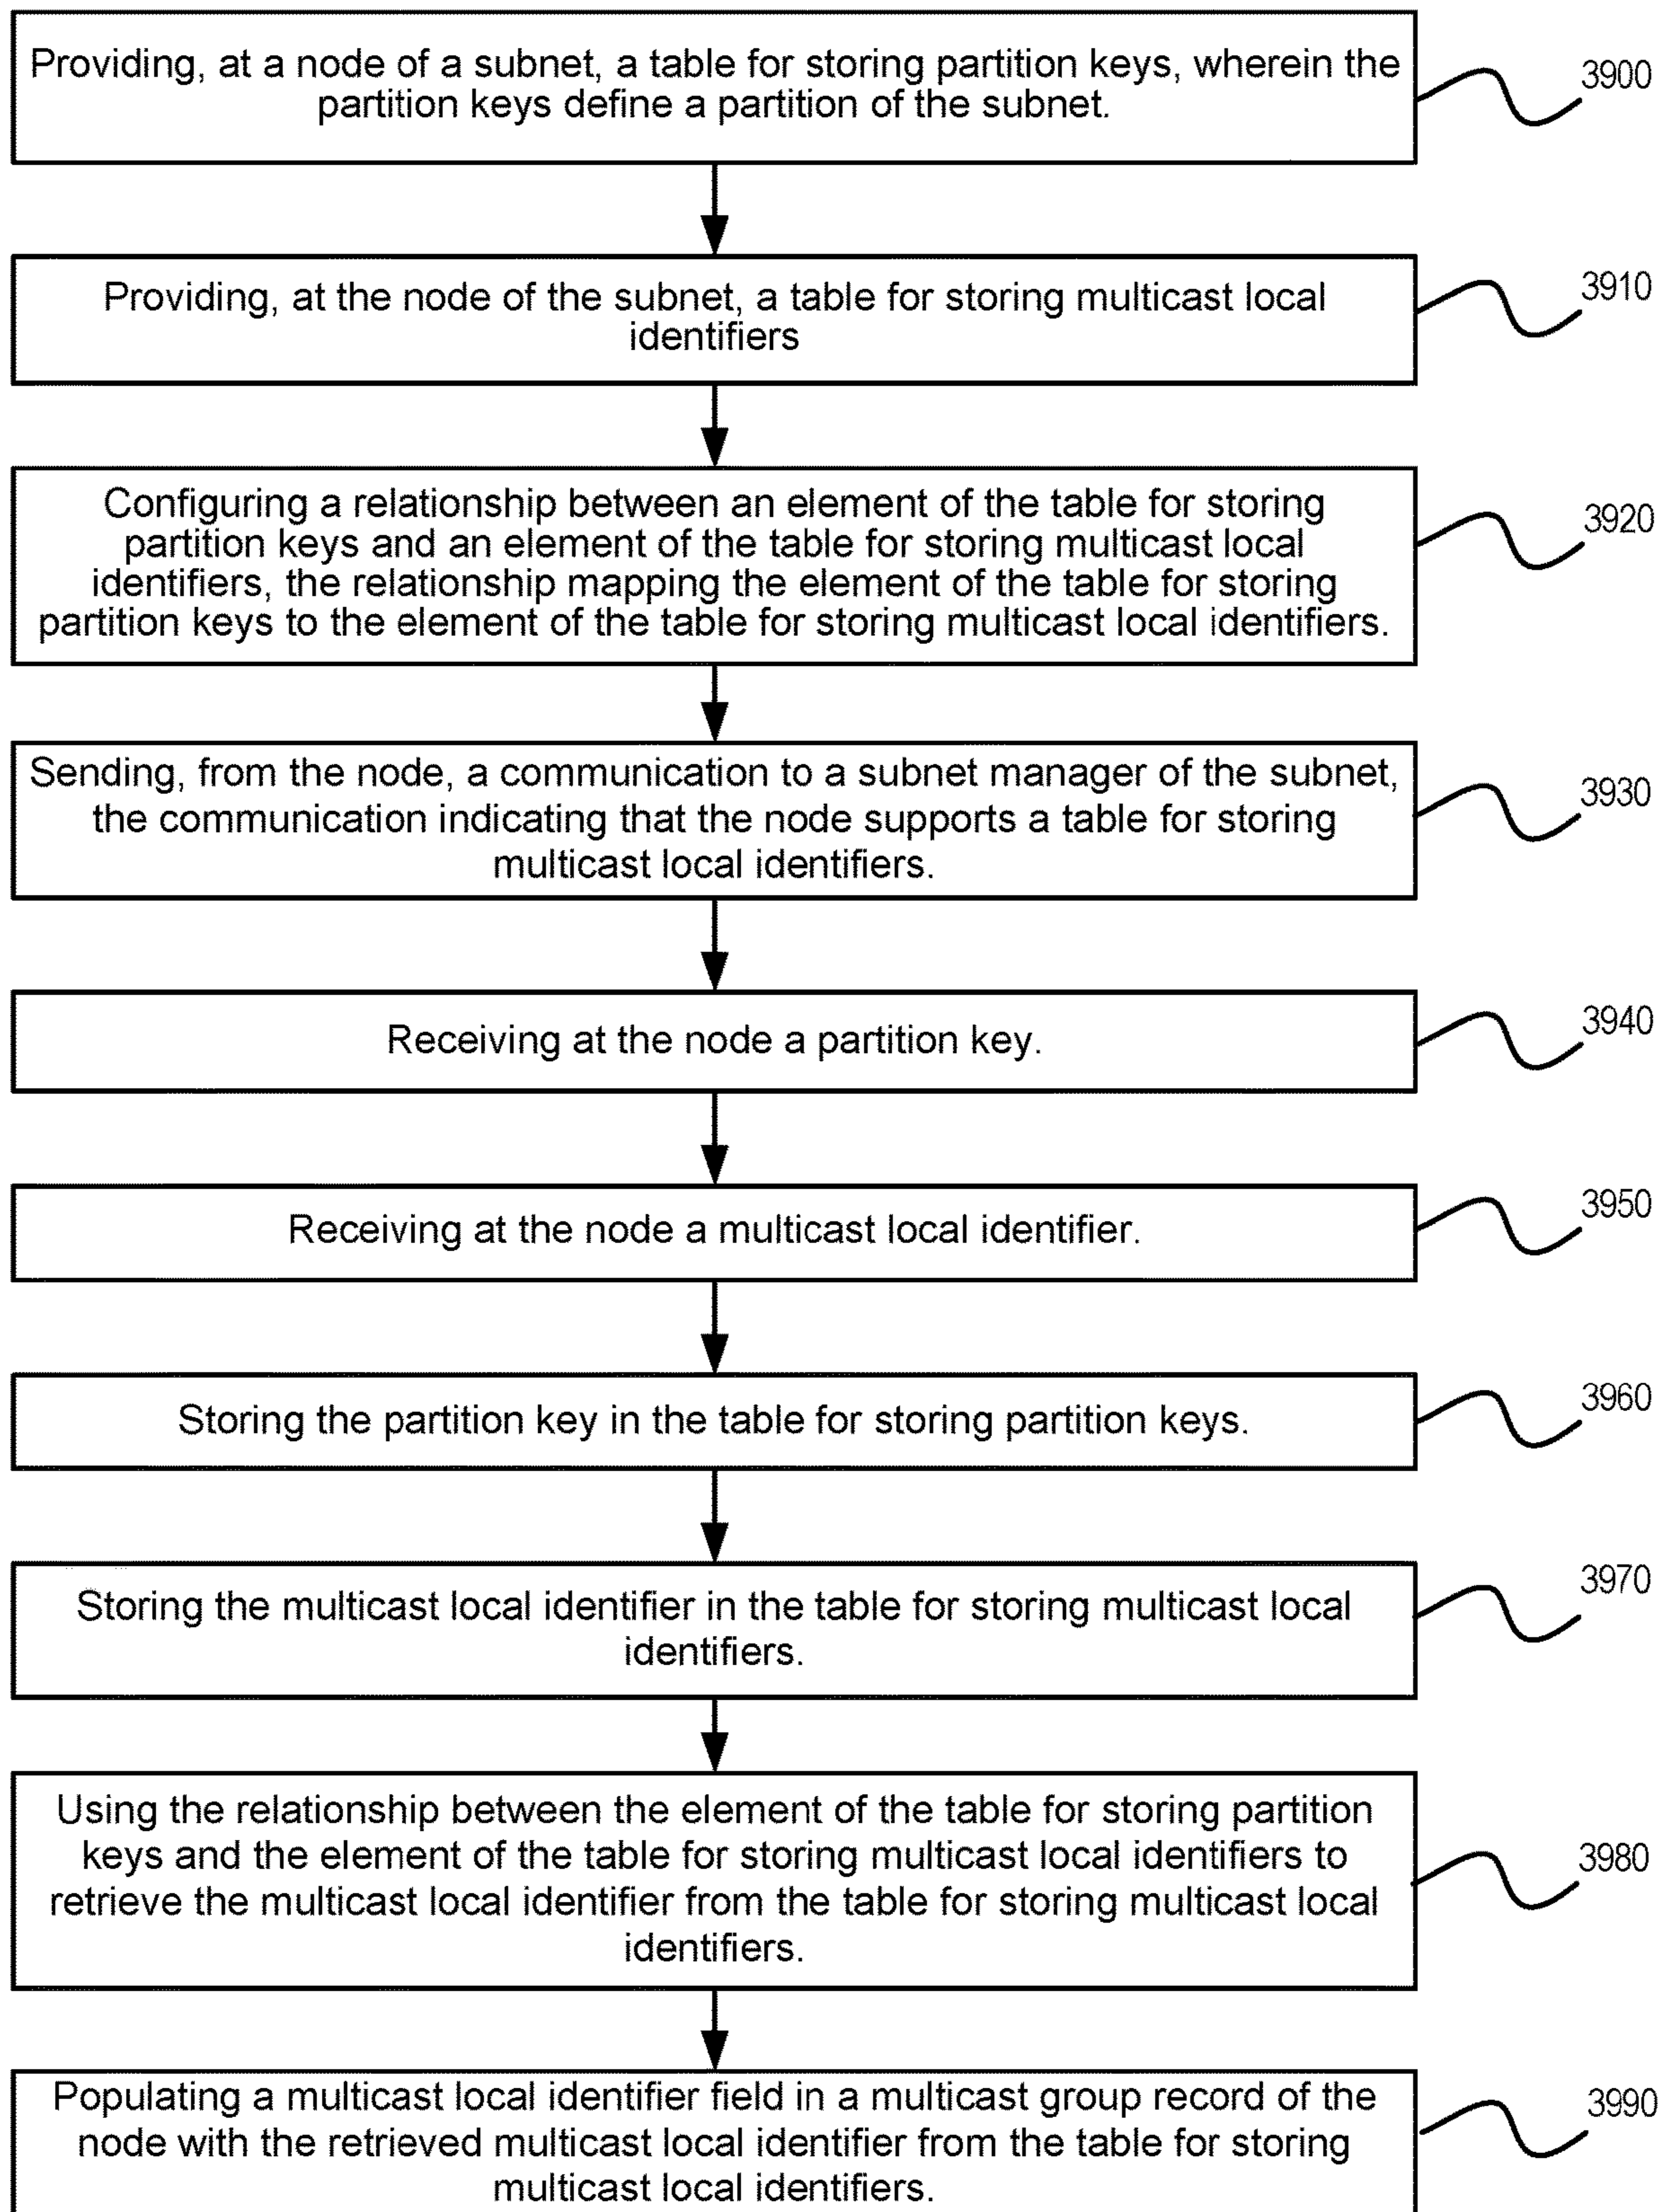 Providing, at a node of a subnet, a table for storing partition keys, wherein the
partition keys define a partition of the subnet.
3900
Providing, at the node of the subnet, a table for storing multicast local
identifiers
3910
Configuring a relationship between an element of the table for storing
partition keys and an element of the table for storing multicast local
identifiers, the relationship mapping the element of the table for storing
partition keys to the element of the table for storing multicast local identifiers.
3920
Sending, from the node, a communication to a subnet manager of the subnet,
the communication indicating that the node supports a table for storing
multicast local identifiers.
3930
Receiving at the node a partition key.
3940
Receiving at the node a multicast local identifier.
3950
Storing the partition key in the table for storing partition keys.
3960
Storing the multicast local identifier in the table for storing multicast local
identifiers.
3970
Using the relationship between the element of the table for storing partition
keys and the element of the table for storing multicast local identifiers to
retrieve the multicast local identifier from the table for storing multicast local
identifiers.
3980
Populating a multicast local identifier field in a multicast group record of the
node with the retrieved multicast local identifier from the table for storing
multicast local identifiers.
3990